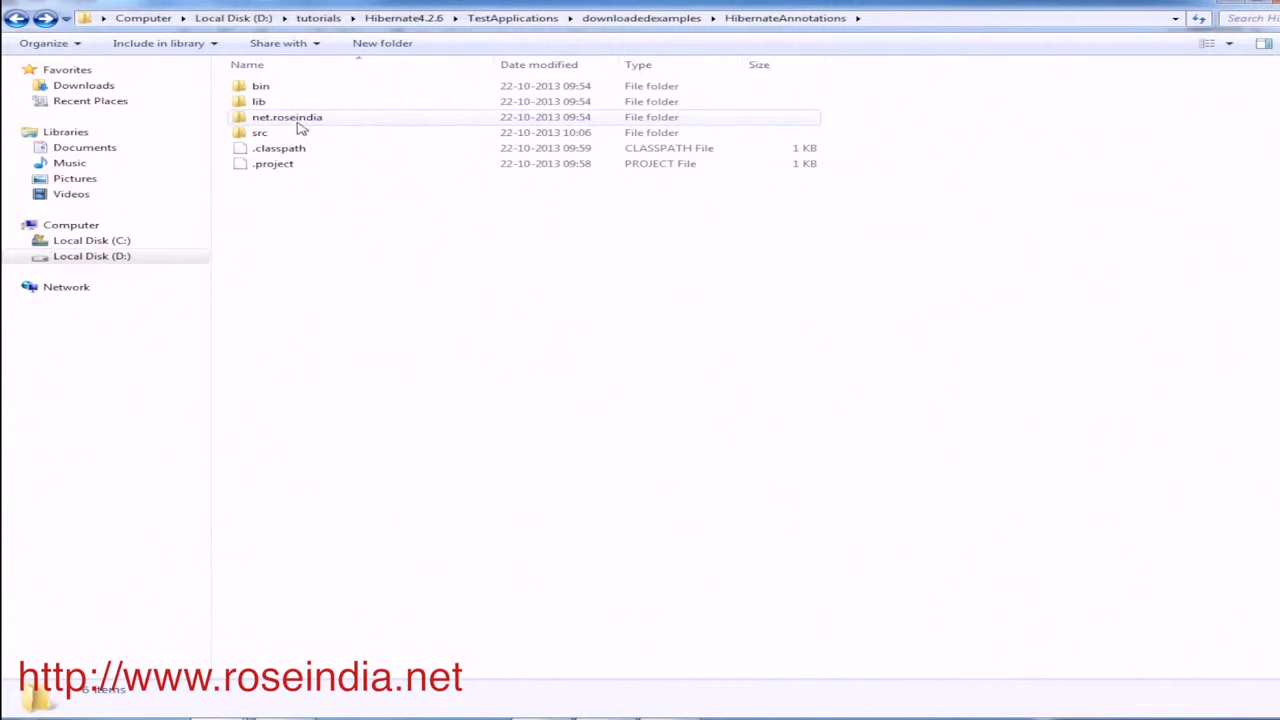 Computer Local Disk (D:) tutorials Hibernate4.2.6 TestApplications downloadedexamples HibernateAnnotations Search
Organize Include in library Share with New folder
Name Date modified Type Size
Favorites
Downloads
Recent Places
Libraries
Documents
Music
Pictures
Videos
Computer
Local Disk (C:)
Local Disk (D:)
Network
bin 22-10-2013 09:54 File folder
lib 22-10-2013 09:54 File folder
net.roseindia 22-10-2013 09:54 File folder
src 22-10-2013 10:06 File folder
.classpath 22-10-2013 09:59 CLASSPATH File 1 KB
.project 22-10-2013 09:58 PROJECT File 1 KB
http://www.roseindia.net
6 items